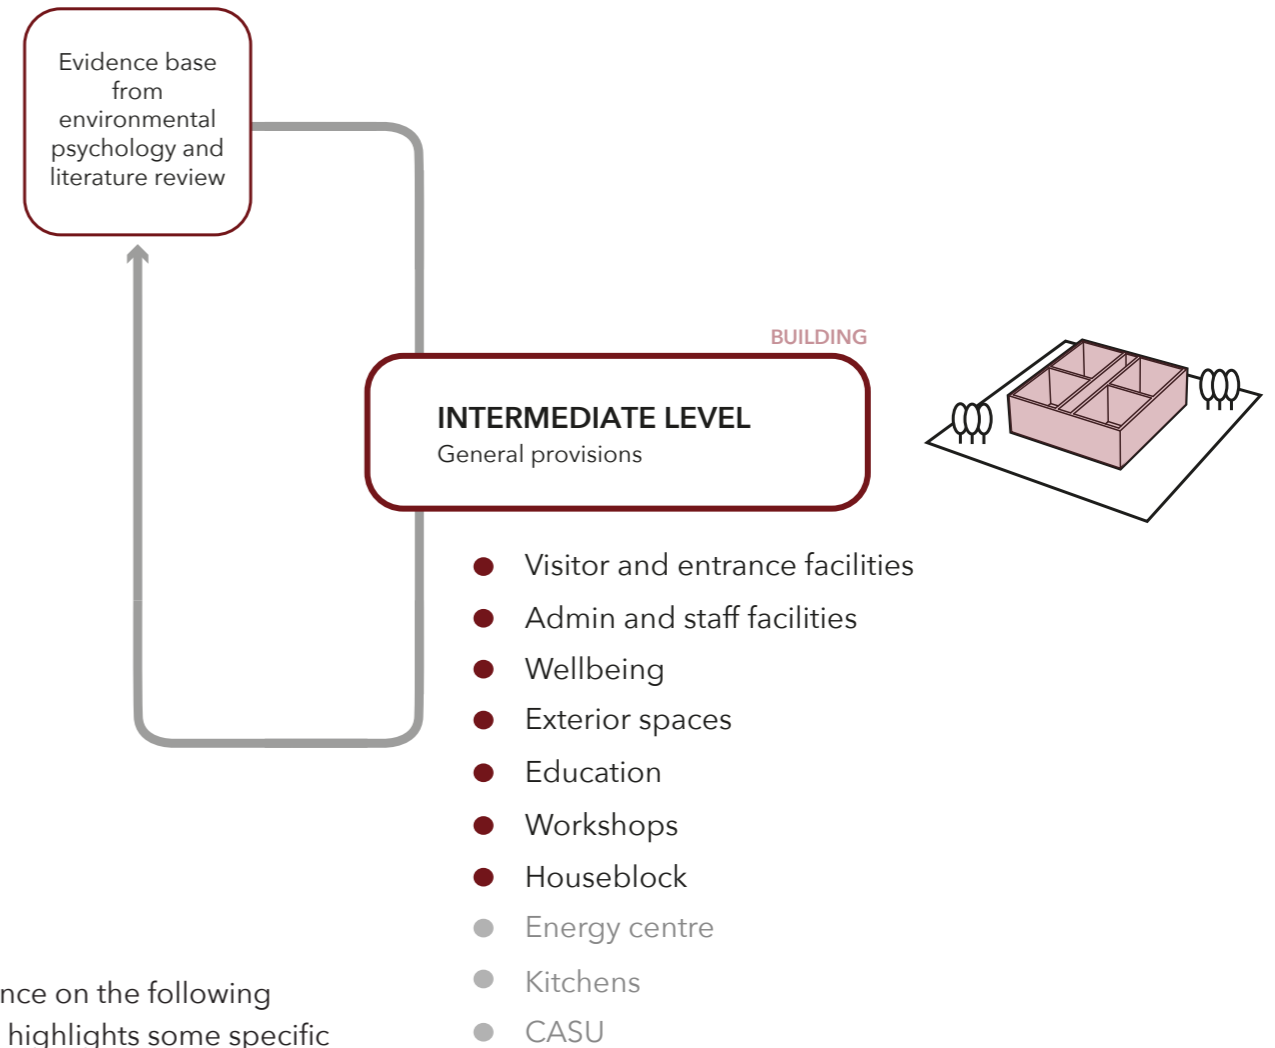 Evidence base
from
environmental
psychology and
literature review
BUILDING
INTERMEDIATE LEVEL
General provisions
Visitor and entrance facilities
Admin and staff facilities
Wellbeing
Exterior spaces
Education
Workshops
Houseblock
Energy centre
Kitchens
CASU
on the following
highlights some specific